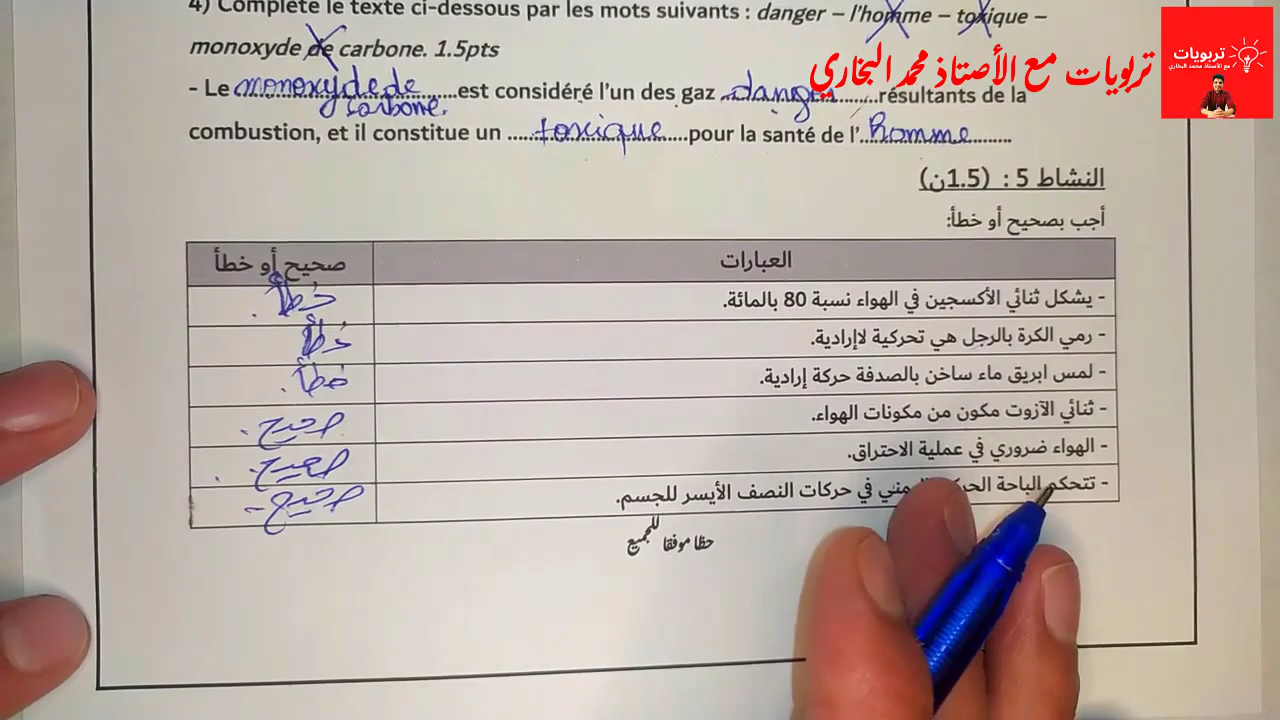 4) Complète le texte ci-dessous par les mots suivants : danger – l'homme – toxique –
monoxyde de carbone. 1.5pts
- Le monoxyde de carbone. est considéré l'un des gaz danger résultants de la
combustion, et il constitue un toxique pour la santé de l'homme
النشاط 5 : (1.5ن)
أجب بصحيح أو خطأ:
العبارات صحيح أو خطأ
- يشكل ثنائي الأكسجين في الهواء نسبة 80 بالمائة. خطأ.
- رمي الكرة بالرجل هي تحركية لاإرادية. خطأ
- لمس ابريق ماء ساخن بالصدفة حركة إرادية. خطأ.
- ثنائي الآزوت مكون من مكونات الهواء. صحيح.
- الهواء ضروري في عملية الاحتراق. صحيح.
- تتحكم الباحة في حركات النصف الأيسر للجسم. صحيح.
حظا موفقا للجميع
تربويات مع الأستاذ محمد البخاري
تربويات
مع الأستاذ محمد البخاري